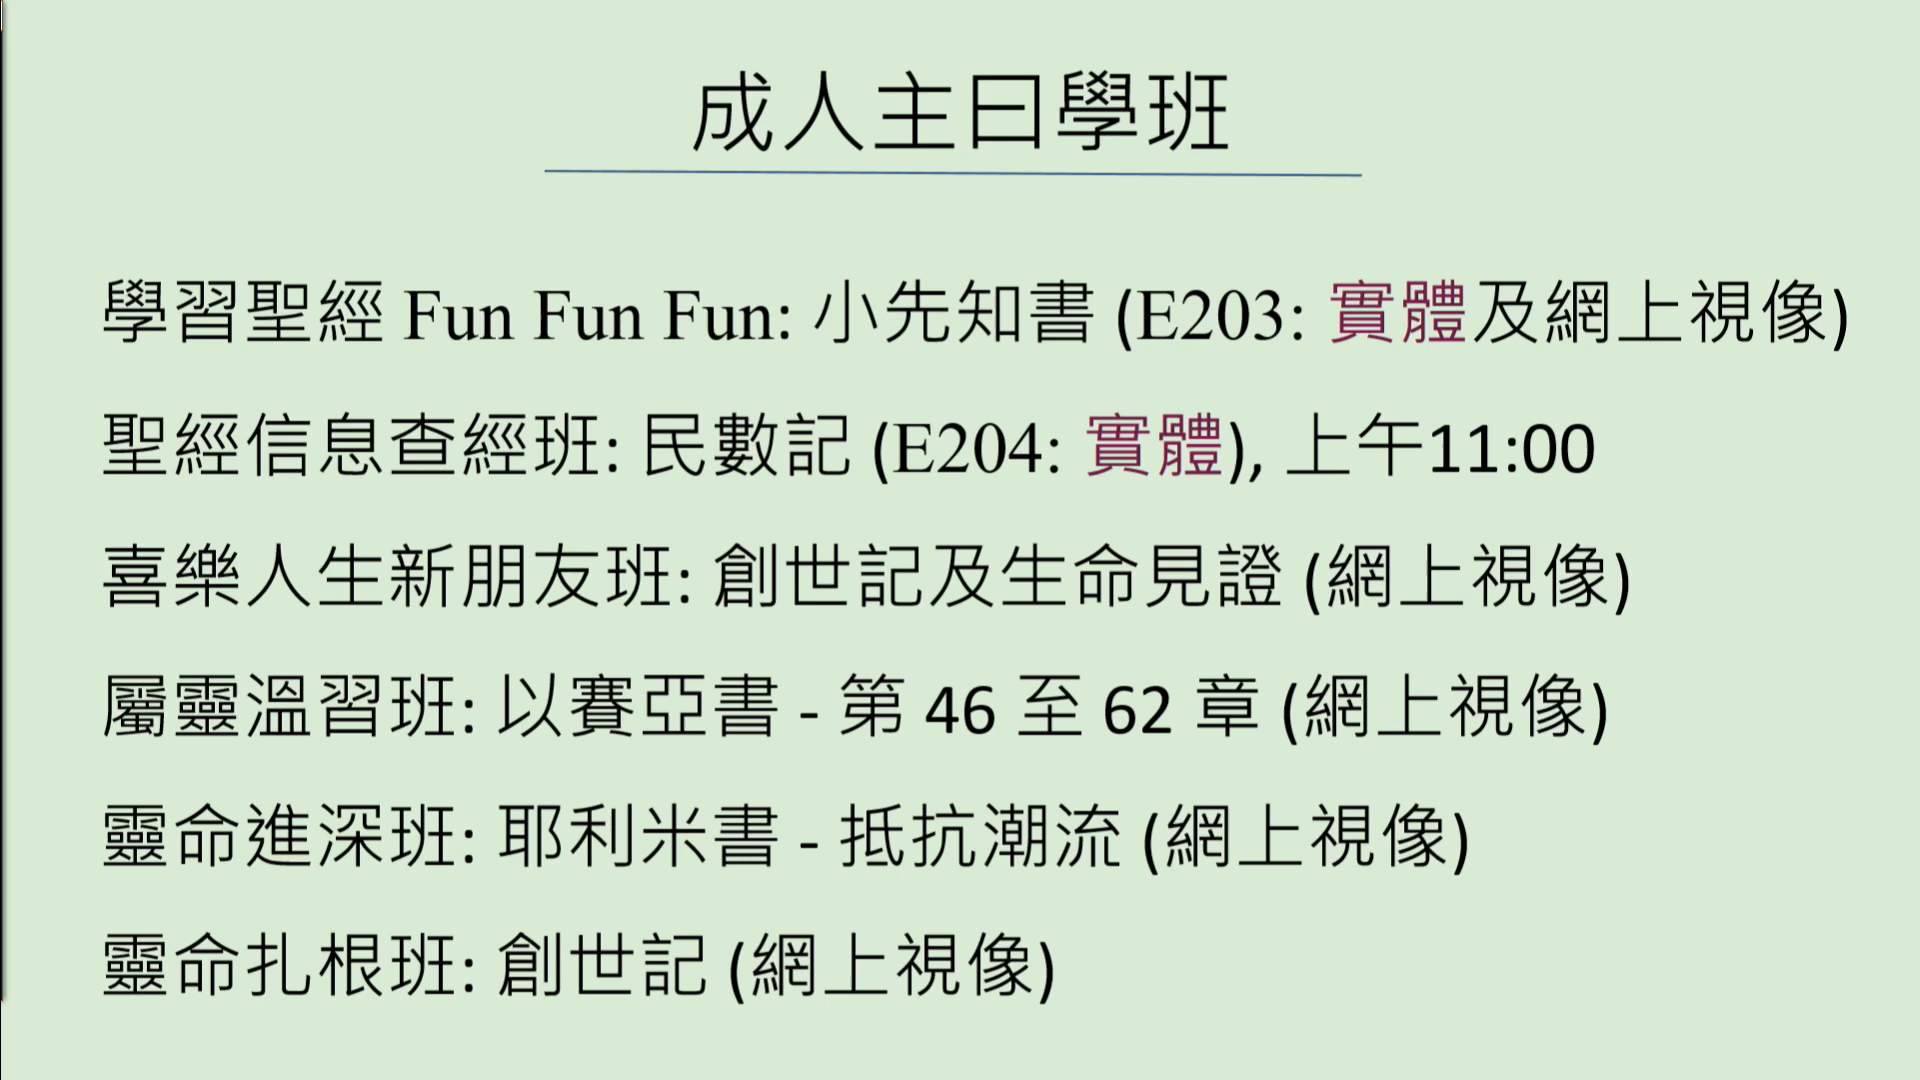 成人主日學班
學習聖經 Fun Fun Fun: 小先知書 (E203: 實體及網上視像)
聖經信息查經班: 民數記 (E204: 實體), 上午11:00
喜樂人生新朋友班: 創世記及生命見證 (網上視像)
屬靈溫習班: 以賽亞書 - 第 46 至 62 章 (網上視像)
靈命進深班: 耶利米書 - 抵抗潮流 (網上視像)
靈命扎根班: 創世記 (網上視像)